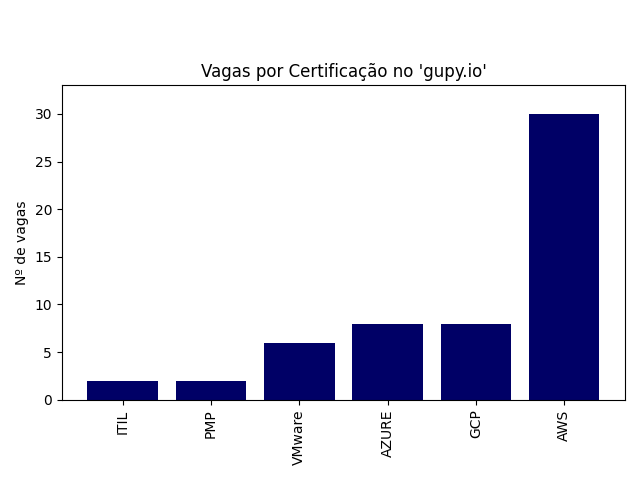 Vagas por Certificação no 'gupy.io'
Nº de vagas
30
25
20
15
10
5
0
ITIL
PMP
VMware
AZURE
GCP
AWS